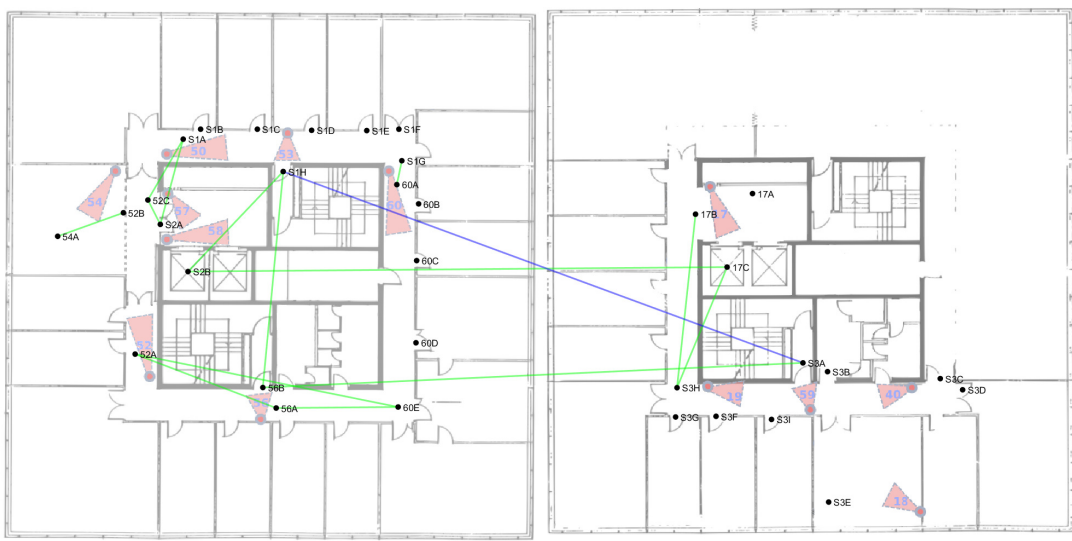 S1B
S1C
S1D
S1E
S1F
S1A
50
53
S1G
S1H
60A
60
54
52C
57
52B
60B
S2A
58
54A
60C
S2B
52
60D
52A
56B
56A
60E
17A
17B
17C
S3A
S3B
S3C
S3H
S3D
19
59
40
S3G
S3F
S3I
S3E
18